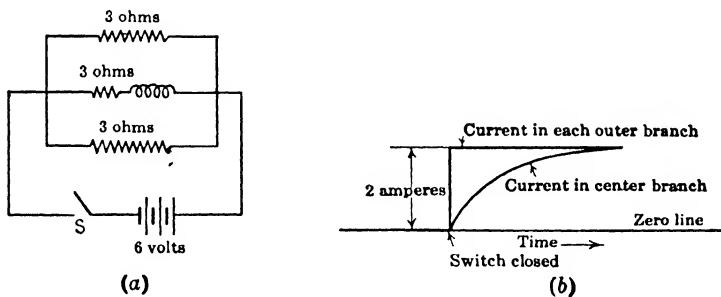 3 ohms
3 ohms
3 ohms
S
6 volts
(a)
Current in each outer branch
2 amperes
Current in center branch
Zero line
Time
Switch closed
(b)